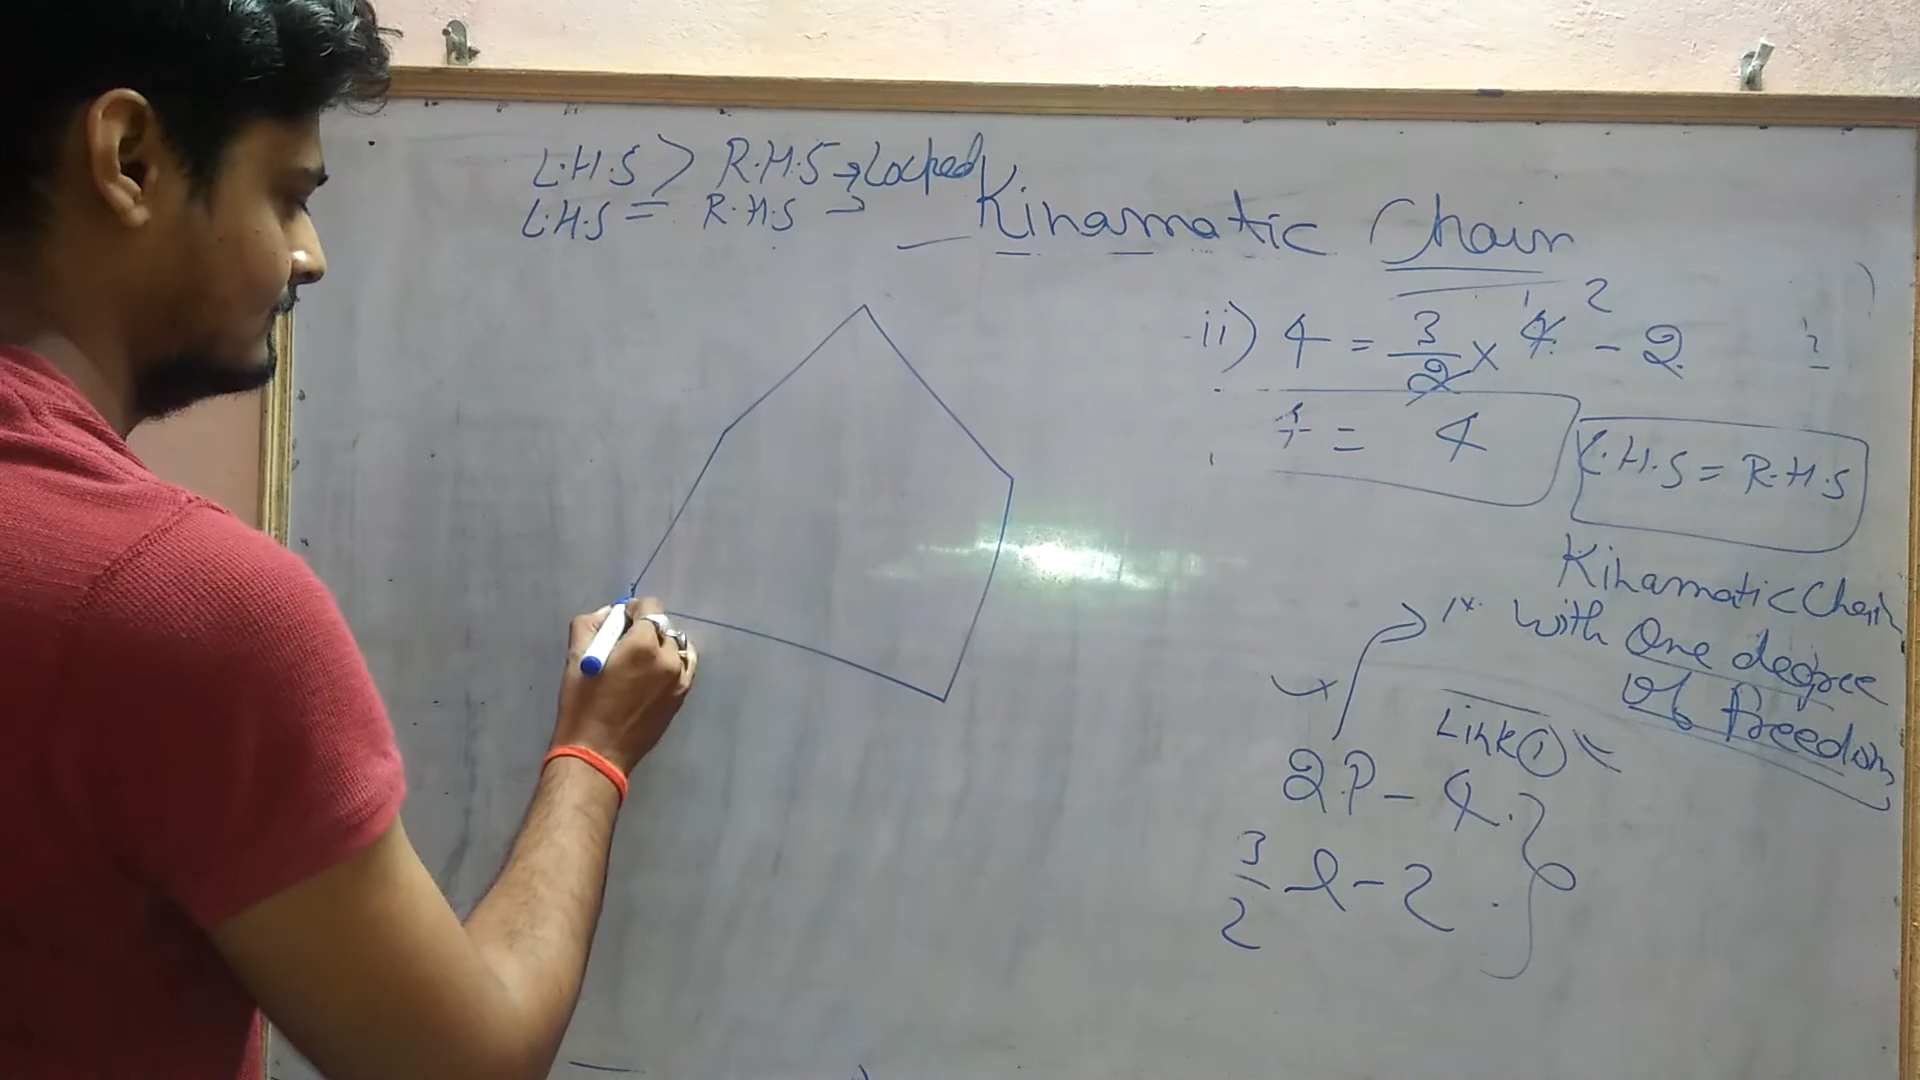 L.H.S > R.H.S → Locked
L.H.S = R.H.S →
Kinamatic Chain
ii) 4 = 3/2 × 4 2 - 2
4 = 4
L.H.S = R.H.S
Kinamatic Chain
with One degree
of freedom
Link ①
2P - 4
3/2 l - 2